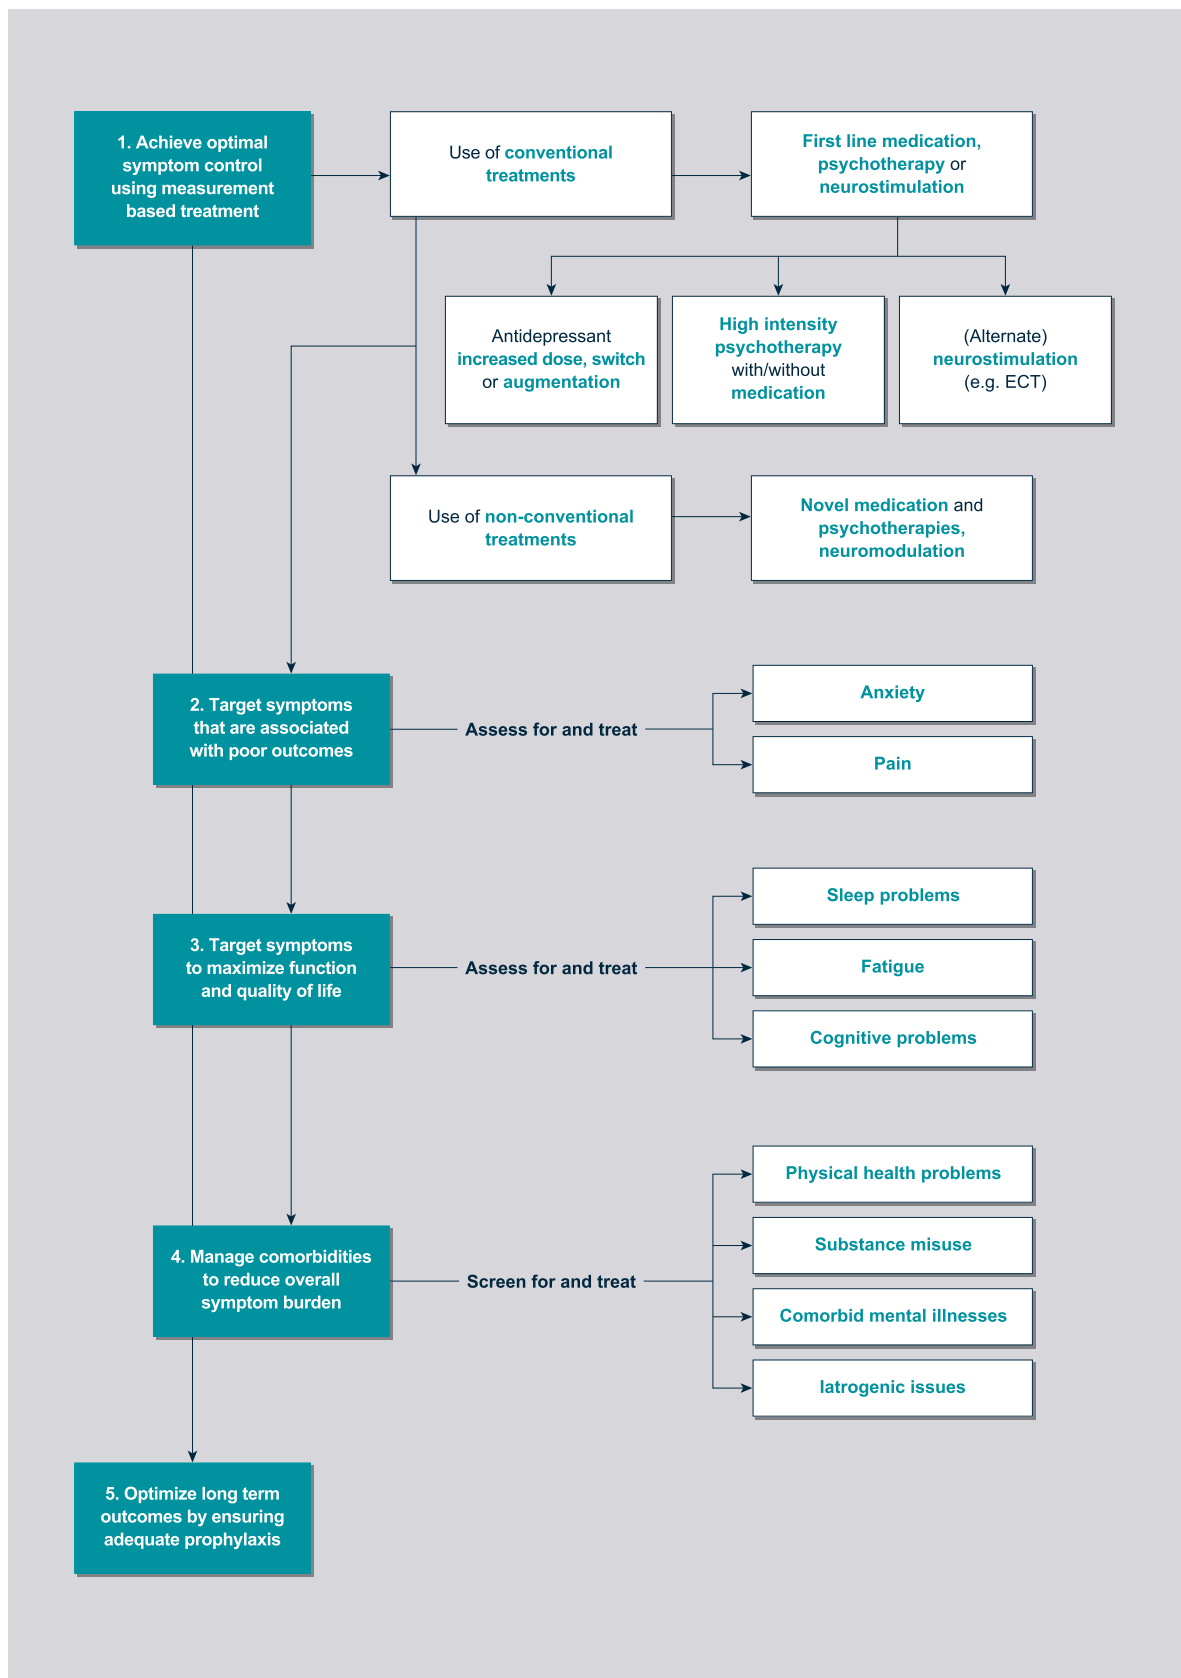 1. Achieve optimal
symptom control
using measurement
based treatment
Use of conventional
treatments
First line medication,
psychotherapy or
neurostimulation
Antidepressant
increased dose, switch
or augmentation
High intensity
psychotherapy
with/without
medication
(Alternate)
neurostimulation
(e.g. ECT)
Use of non-conventional
treatments
Novel medication and
psychotherapies,
neuromodulation
2. Target symptoms
that are associated
with poor outcomes
Assess for and treat
Anxiety
Pain
3. Target symptoms
to maximize function
and quality of life
Assess for and treat
Sleep problems
Fatigue
Cognitive problems
4. Manage comorbidities
to reduce overall
symptom burden
Screen for and treat
Physical health problems
Substance misuse
Comorbid mental illnesses
Iatrogenic issues
5. Optimize long term
outcomes by ensuring
adequate prophylaxis